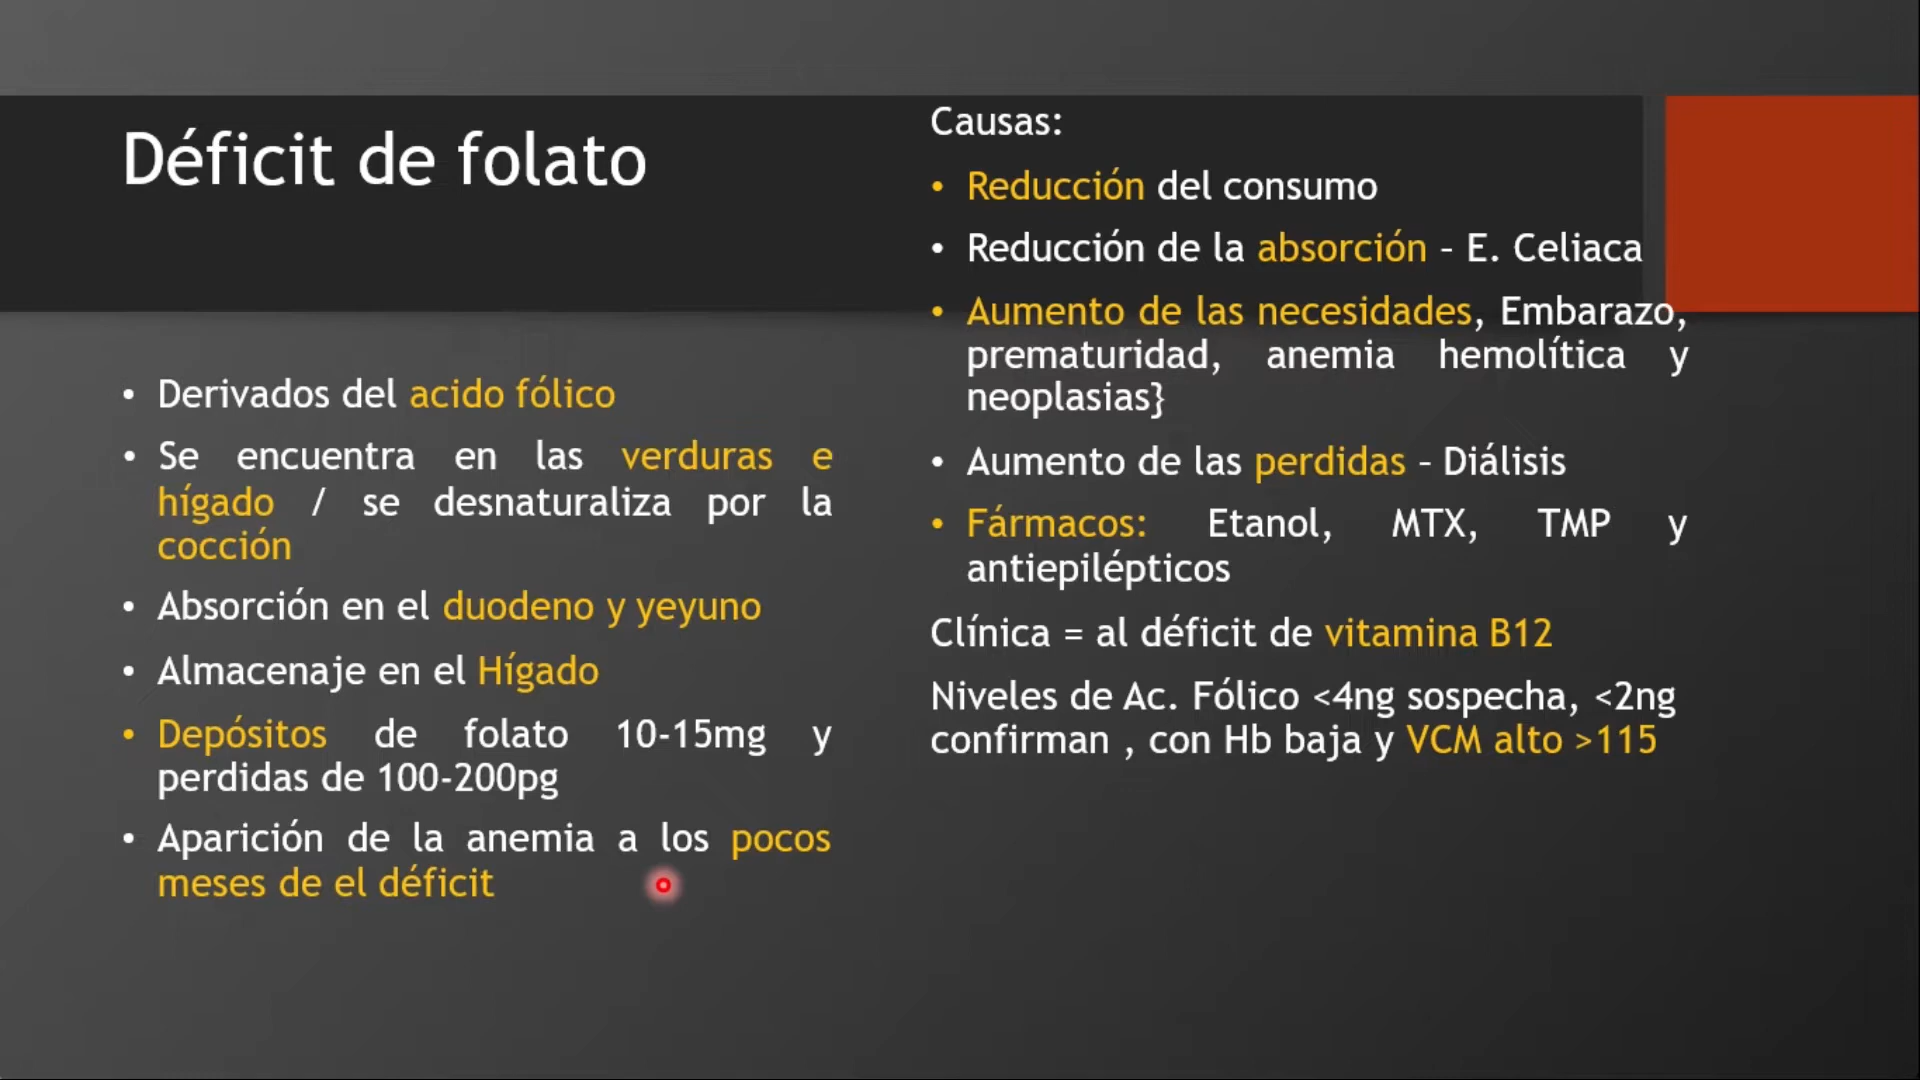 Déficit de folato
• Derivados del acido fólico
• Se encuentra en las verduras e
hígado / se desnaturaliza por la
cocción
• Absorción en el duodeno y yeyuno
• Almacenaje en el Hígado
• Depósitos de folato 10-15mg y
perdidas de 100-200pg
• Aparición de la anemia a los pocos
meses de el déficit
Causas:
• Reducción del consumo
• Reducción de la absorción – E. Celiaca
• Aumento de las necesidades, Embarazo,
prematuridad, anemia hemolítica y
neoplasias}
• Aumento de las perdidas – Diálisis
• Fármacos: Etanol, MTX, TMP y
antiepilépticos
Clínica = al déficit de vitamina B12
Niveles de Ac. Fólico <4ng sospecha, <2ng
confirman , con Hb baja y VCM alto >115